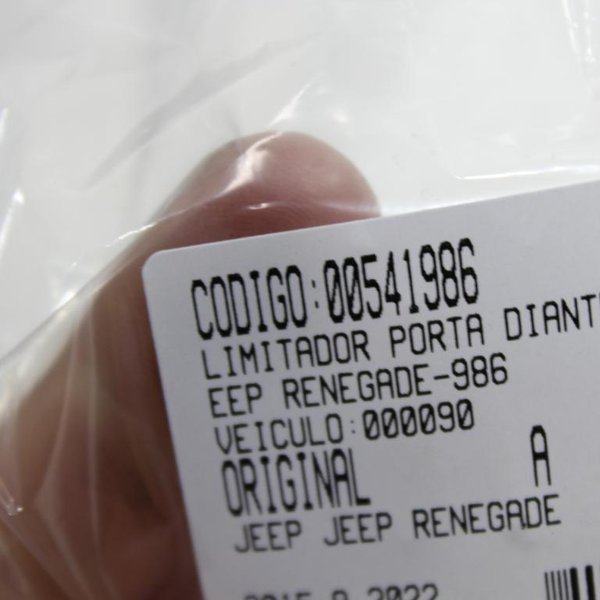 CODIGO:00541986
LIMITADOR PORTA DIANT
EEP RENEGADE-986
VEICULO:000090
ORIGINAL A
JEEP JEEP RENEGADE